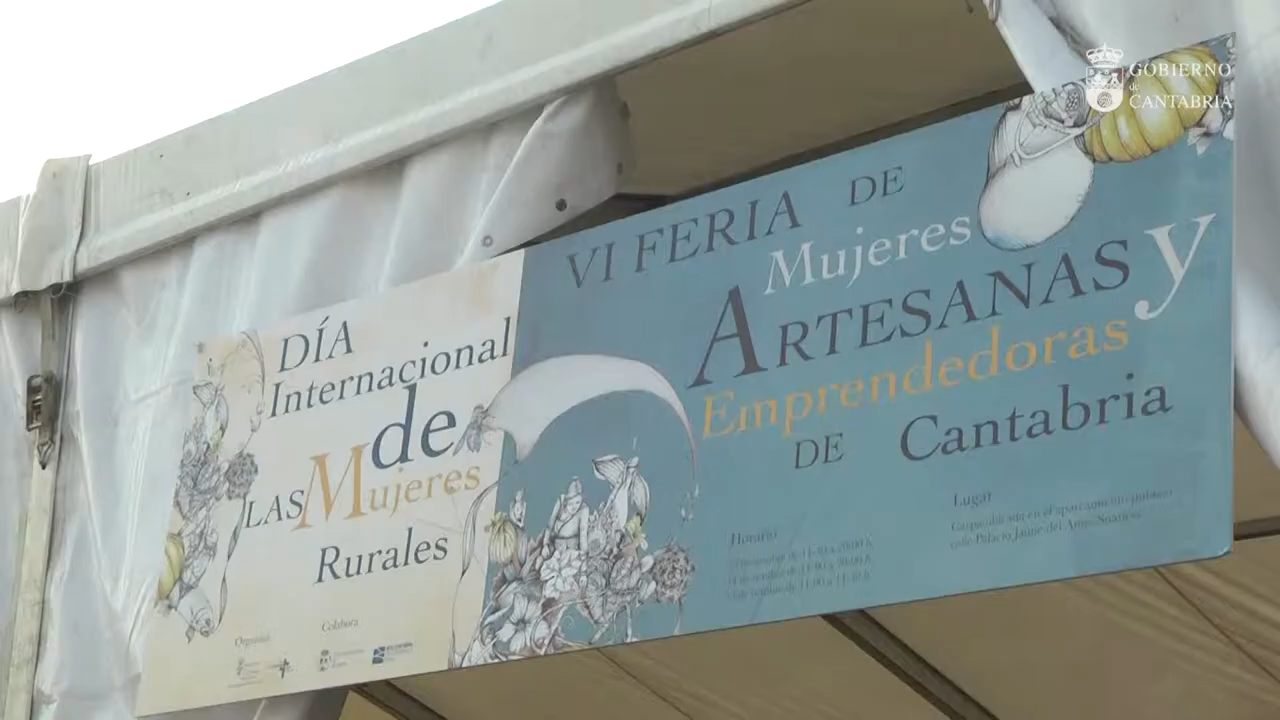 GOBIERNO
de
CANTABRIA
DÍA
Internacional
de
LAS Mujeres
Rurales
Organiza
Colabora
VI FERIA DE
Mujeres
ARTESANAS y
Emprendedoras
DE Cantabria
Horario
Lugar